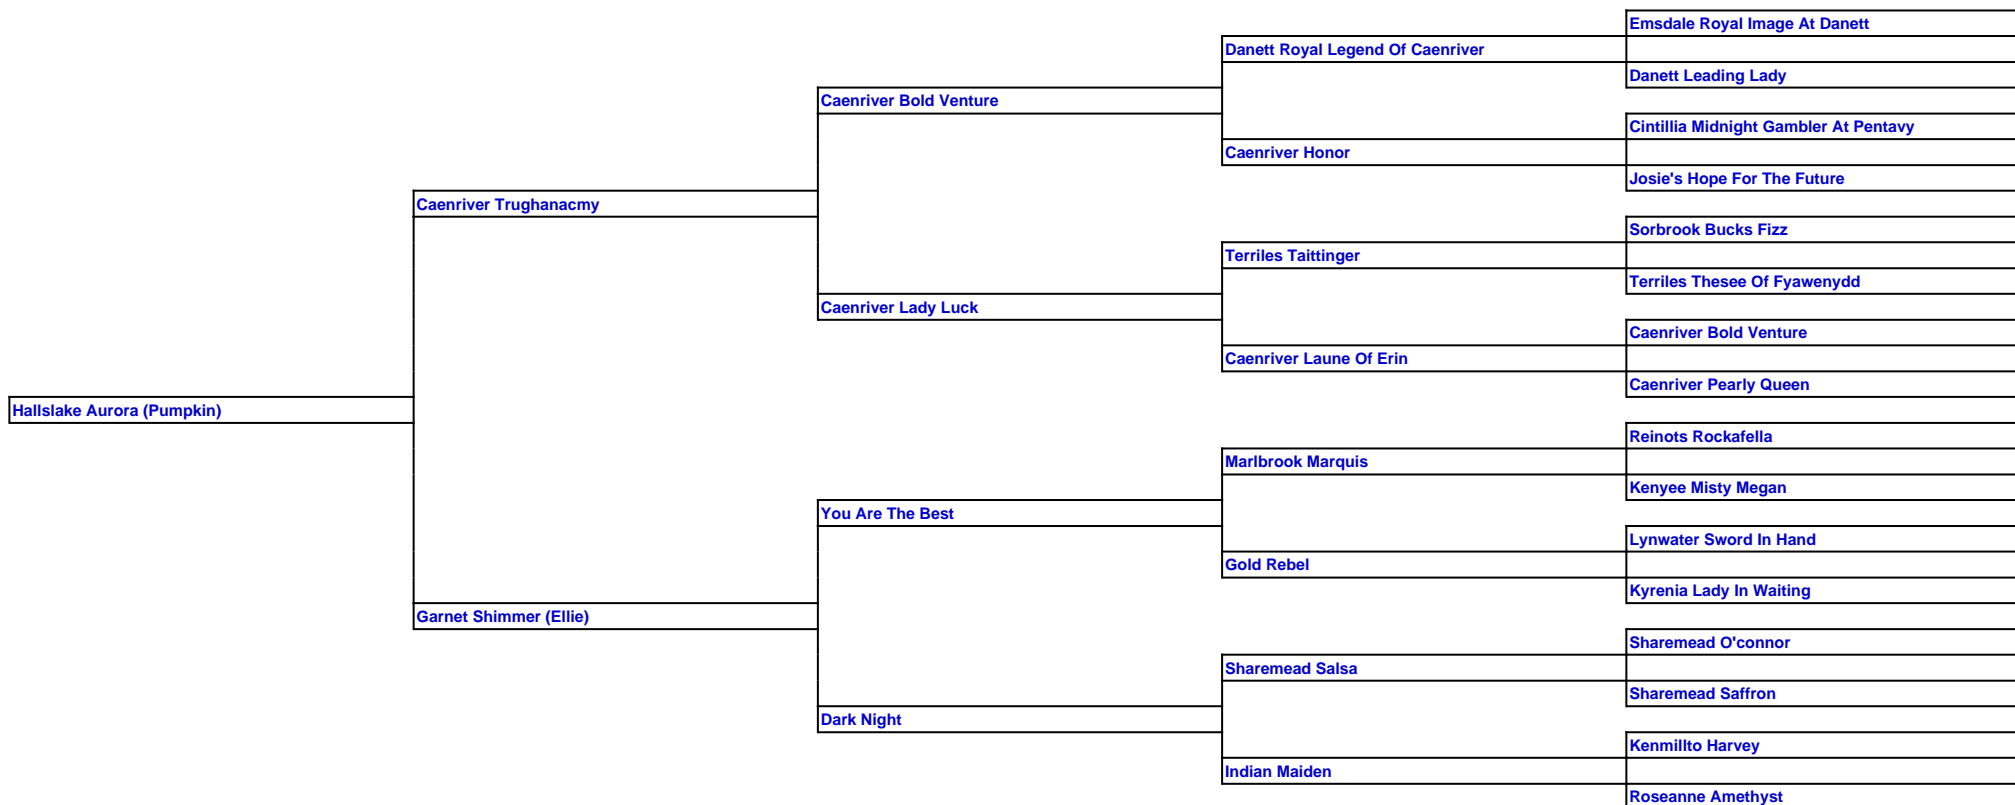 Emsdale Royal Image At Danett
Danett Royal Legend Of Caenriver
Danett Leading Lady
Caenriver Bold Venture
Cintillia Midnight Gambler At Pentavy
Caenriver Honor
Josie's Hope For The Future
Caenriver Trughanacmy
Sorbrook Bucks Fizz
Terriles Taittinger
Terriles Thesee Of Fyawenydd
Caenriver Lady Luck
Caenriver Bold Venture
Caenriver Laune Of Erin
Caenriver Pearly Queen
Hallslake Aurora (Pumpkin)
Reinots Rockafella
Marlbrook Marquis
Kenyee Misty Megan
You Are The Best
Lynwater Sword In Hand
Gold Rebel
Kyrenia Lady In Waiting
Garnet Shimmer (Ellie)
Sharemead O'connor
Sharemead Salsa
Sharemead Saffron
Dark Night
Kenmillto Harvey
Indian Maiden
Roseanne Amethyst